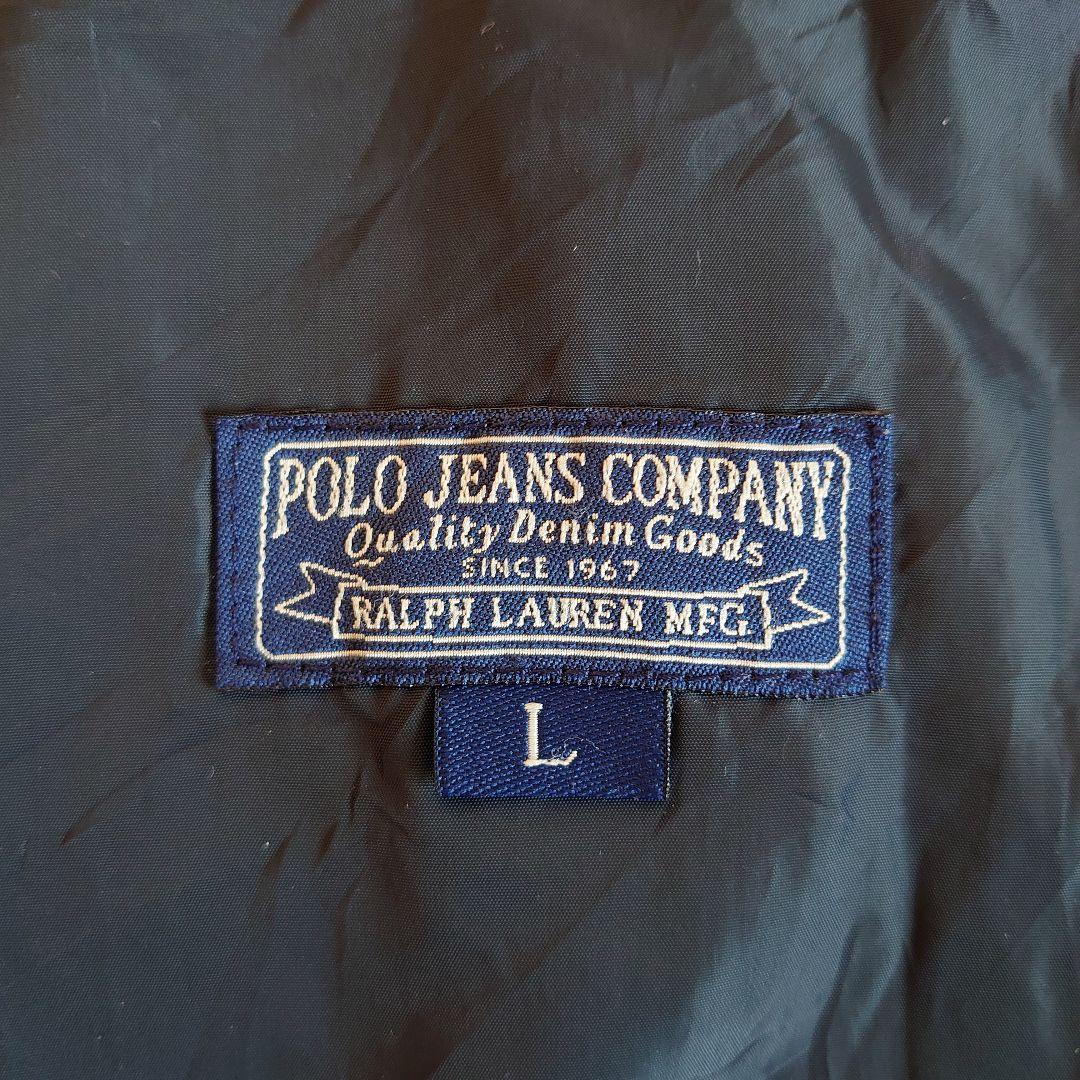 POLO JEANS COMPANY
Quality Denim Goods
SINCE 1967
RALPH LAUREN MFG.
L